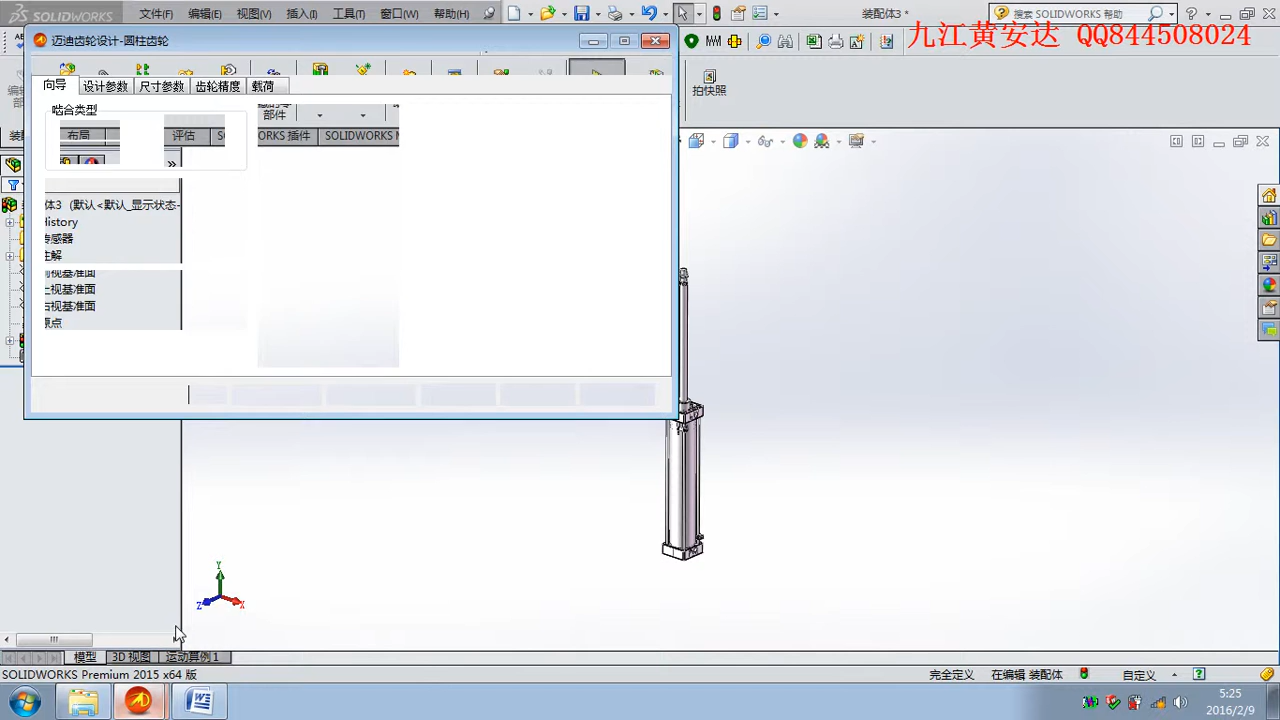 SOLIDWORKS 文件(F) 编辑(E) 视图(V) 插入(I) 工具(T) 窗口(W) 帮助(H) 装配体3 * 搜索 SOLIDWORKS 帮助
九江黄安达 QQ844508024
迈迪齿轮设计-圆柱齿轮
向导 设计参数 尺寸参数 齿轮精度 载荷
拍快照
啮合类型
部件
布局 评估 ORKS 插件 SOLIDWORKS
体3 (默认<默认_显示状态-
History
传感器
注解
前视基准面
上视基准面
右视基准面
原点
Y
Z X
模型 3D 视图 运动算例 1
SOLIDWORKS Premium 2015 x64 版 完全定义 在编辑 装配体 自定义
5:25
2016/2/9